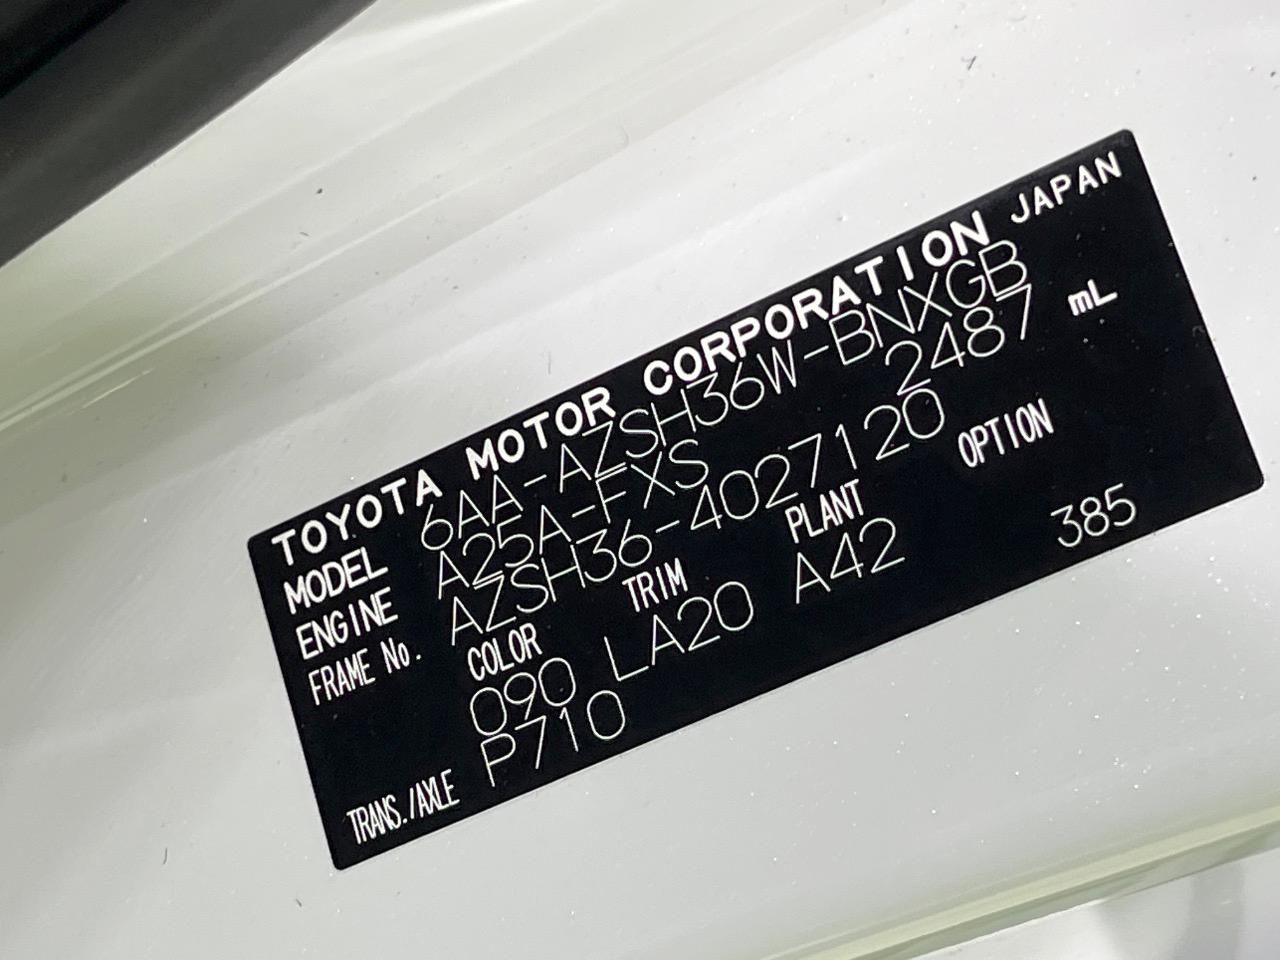 TOYOTA MOTOR CORPORATION JAPAN
MODEL 6AA-AZSH36W-BNXGB
ENGINE A25A-FXS 2487 mL
FRAME No. AZSH36-4027120
COLOR TRIM PLANT OPTION
090 LA20 A42 385
TRANS./AXLE P710